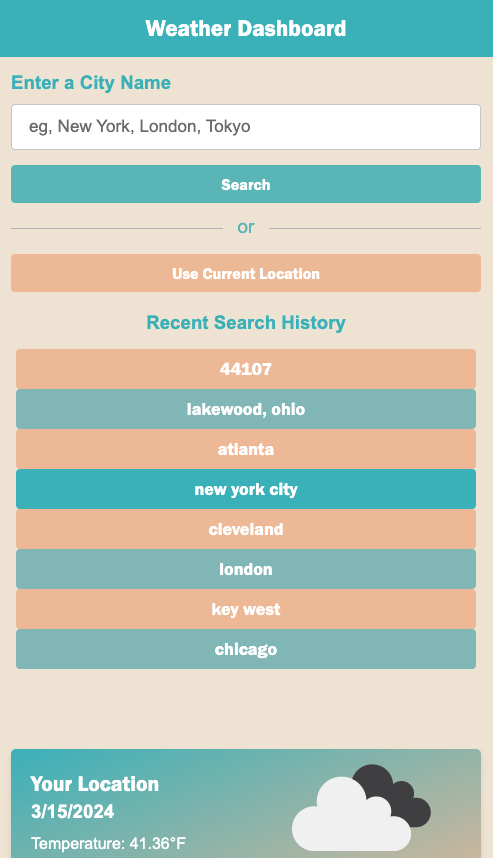 Weather Dashboard
Enter a City Name
eg, New York, London, Tokyo
Search
or
Use Current Location
Recent Search History
44107
lakewood, ohio
atlanta
new york city
cleveland
london
key west
chicago
Your Location
3/15/2024
Temperature: 41.36°F